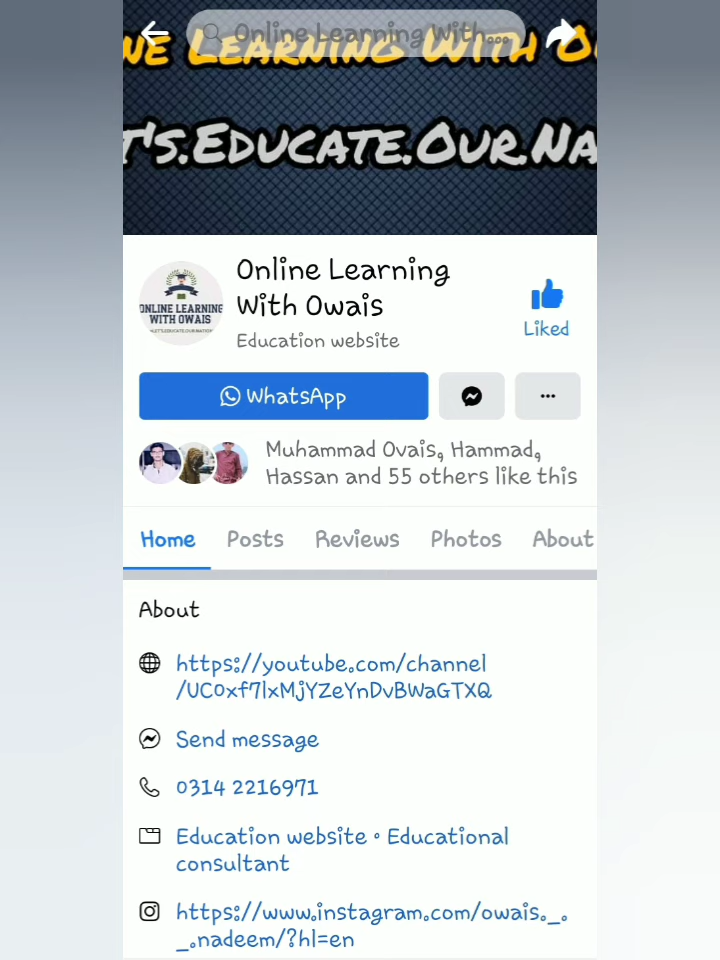 Online Learning With...
NE LEARNING WITH O
T'S.EDUCATE.OUR.NA
Online Learning
With Owais
Education website
Liked
ONLINE LEARNING
WITH OWAIS
WhatsApp
Muhammad Ovais, Hammad,
Hassan and 55 others like this
Home Posts Reviews Photos About
About
https://youtube.com/channel
/UC0xf7lxMjYZeYnDvBWaGTXQ
Send message
0314 2216971
Education website • Educational
consultant
https://www.instagram.com/owais._.
_.nadeem/?hl=en